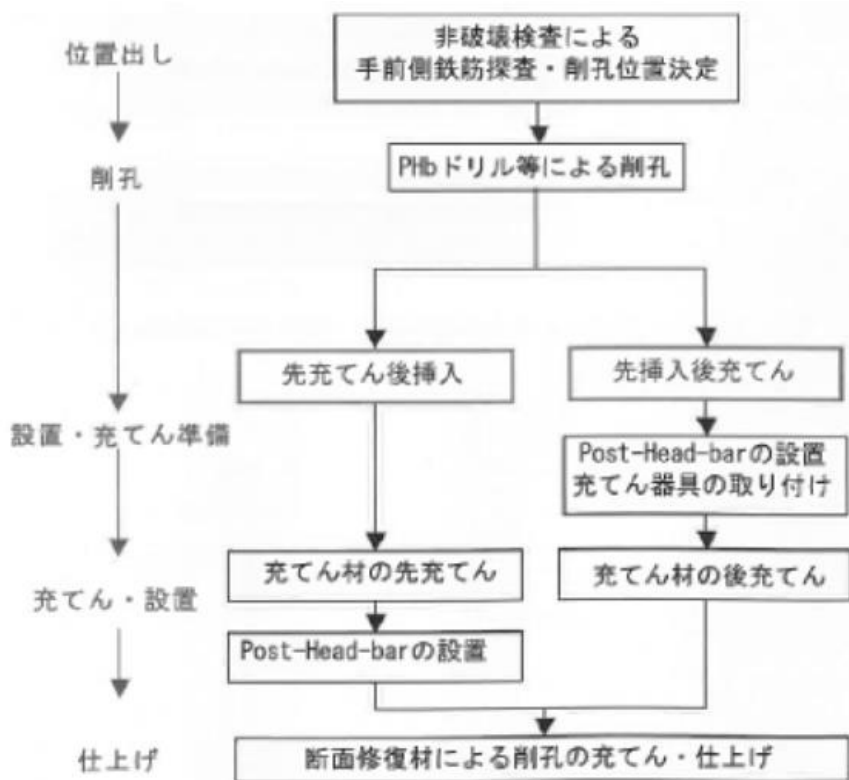 位置出し
非破壊検査による
手前側鉄筋探査・削孔位置決定
削孔
PHbドリル等による削孔
先充てん後挿入
先挿入後充てん
設置・充てん準備
Post-Head-barの設置
充てん器具の取り付け
充てん材の先充てん
充てん材の後充てん
充てん・設置
Post-Head-barの設置
仕上げ
断面修復材による削孔の充てん・仕上げ